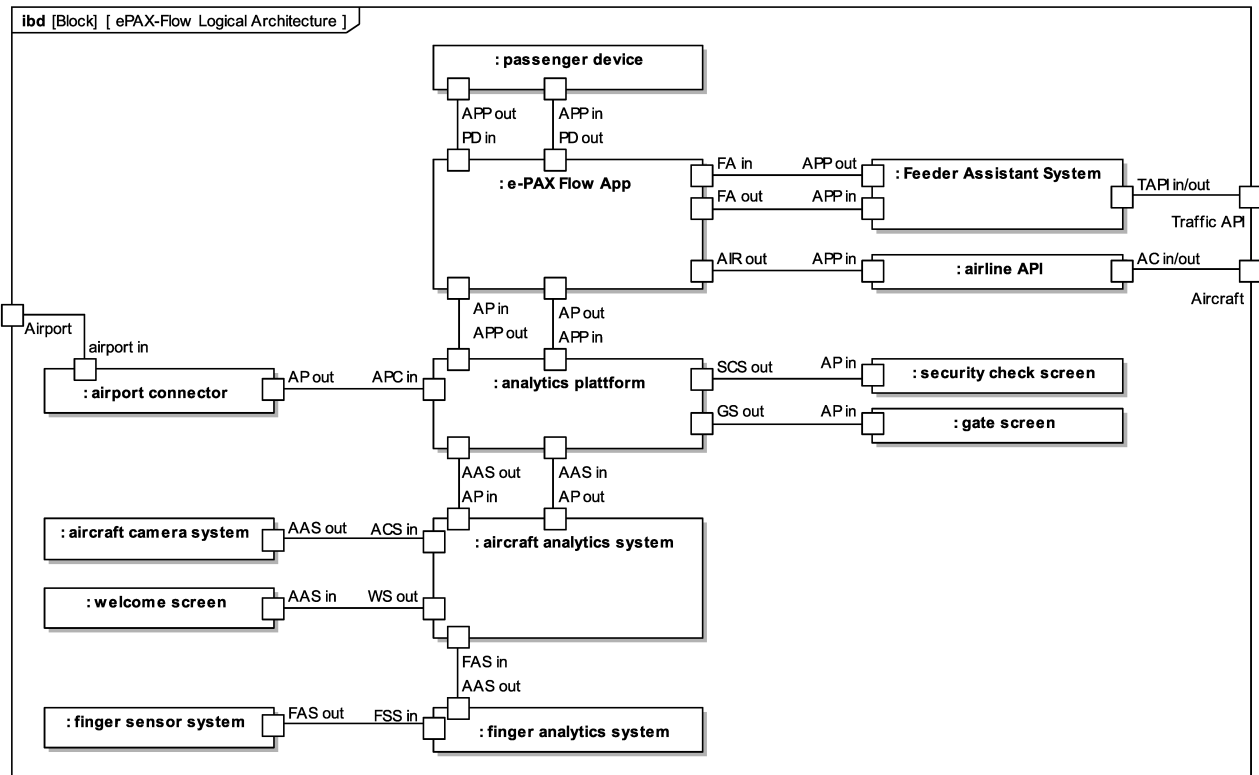 ibd [Block] [ ePAX-Flow Logical Architecture ]
: passenger device
APP out
APP in
PD in
PD out
: e-PAX Flow App
FA in
APP out
: Feeder Assistant System
TAPI in/out
FA out
APP in
Traffic API
AIR out
APP in
: airline API
AC in/out
Aircraft
AP in
AP out
APP out
APP in
Airport
airport in
: airport connector
AP out
APC in
: analytics plattform
SCS out
AP in
: security check screen
GS out
AP in
: gate screen
AAS out
AAS in
AP in
AP out
: aircraft camera system
AAS out
ACS in
: aircraft analytics system
: welcome screen
AAS in
WS out
FAS in
AAS out
: finger sensor system
FAS out
FSS in
: finger analytics system